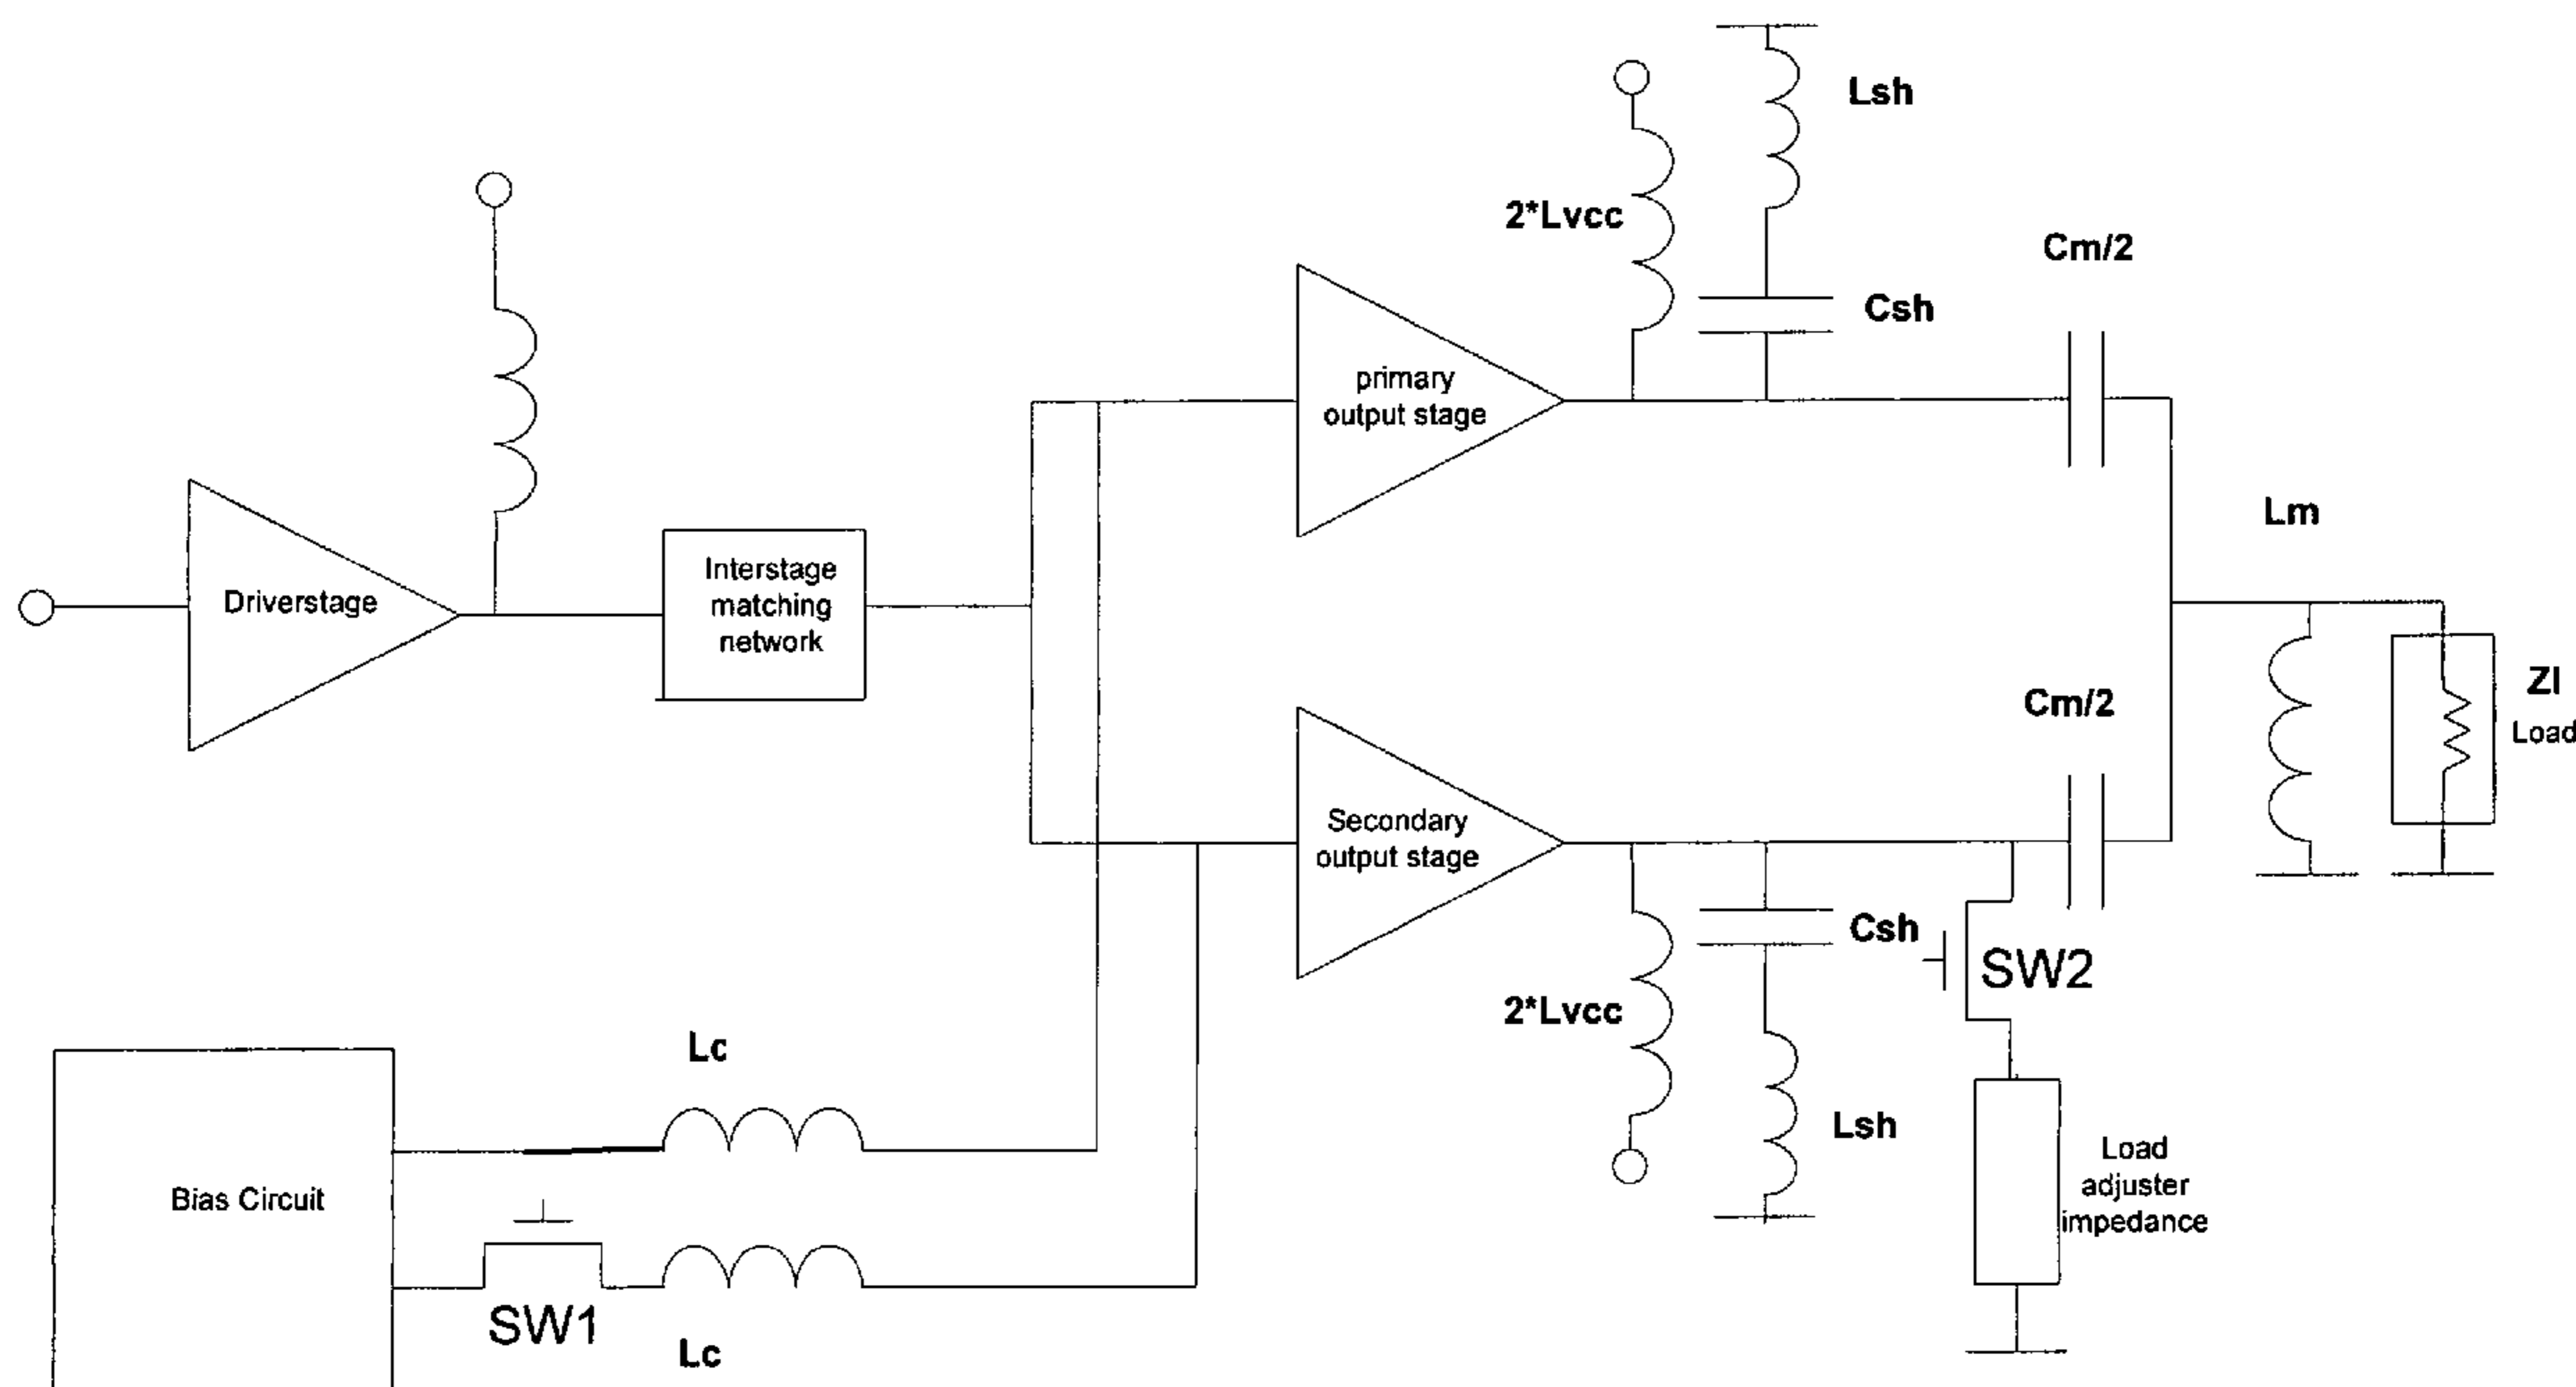 Lsh
2*Lvcc
Cm/2
Csh
primary
output stage
Lm
Interstage
matching
network
Driverstage
Zl
Load
Cm/2
Secondary
output stage
Csh
SW2
2*Lvcc
Lc
Lsh
Load
adjuster
impedance
Bias Circuit
SW1
Lc